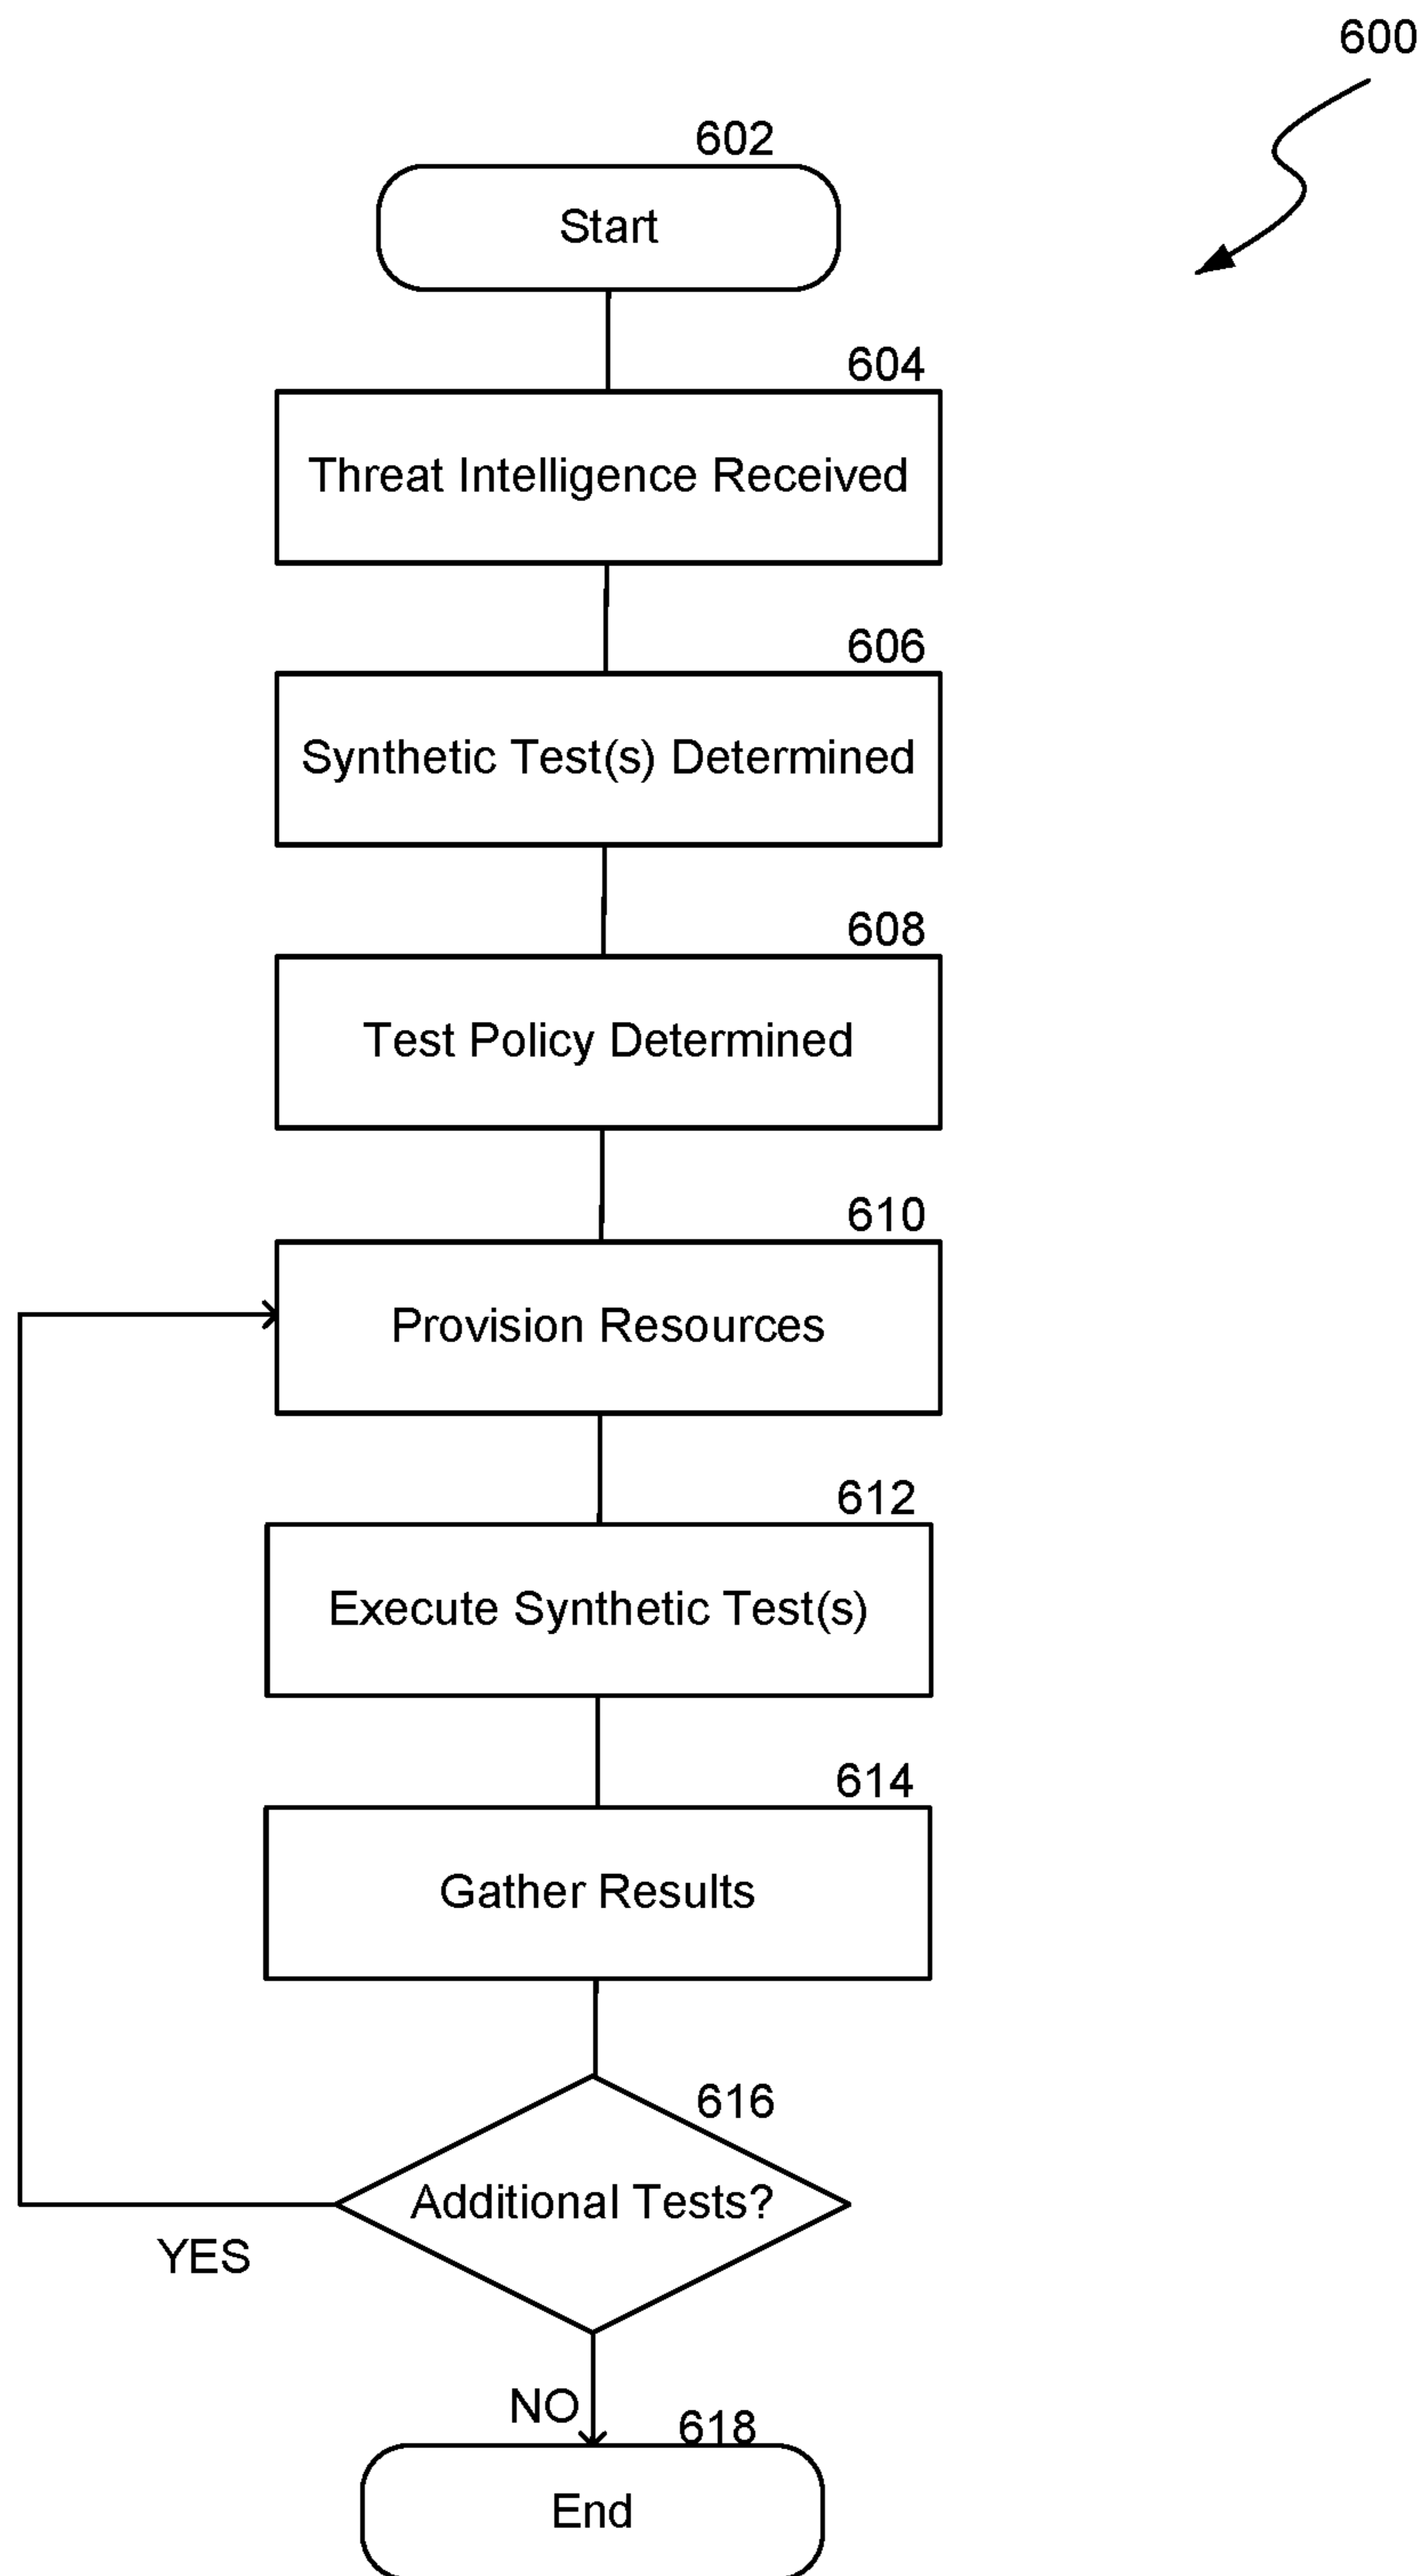 600
602
Start
604
Threat Intelligence Received
606
Synthetic Test(s) Determined
608
Test Policy Determined
610
Provision Resources
612
Execute Synthetic Test(s)
614
Gather Results
616
Additional Tests?
YES
NO
618
End